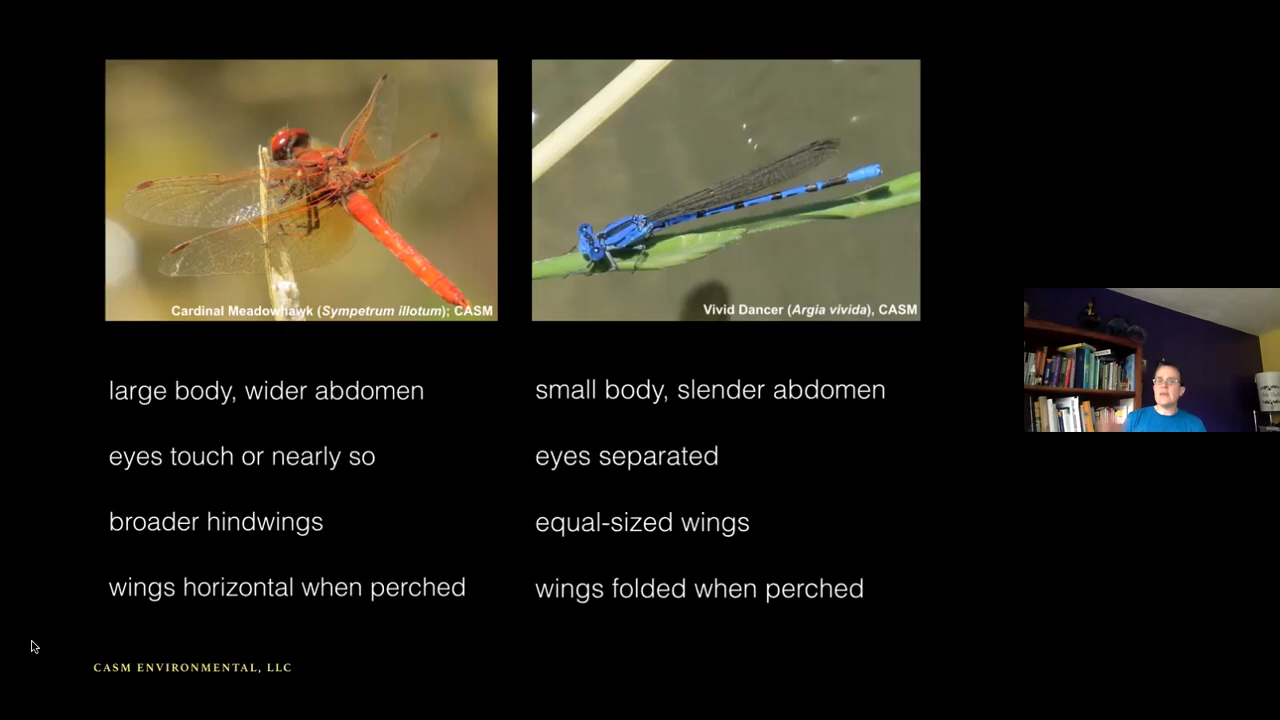 Cardinal Meadowhawk (Sympetrum illotum); CASM
Vivid Dancer (Argia vivida), CASM
large body, wider abdomen
small body, slender abdomen
eyes touch or nearly so
eyes separated
broader hindwings
equal-sized wings
wings horizontal when perched
wings folded when perched
CASM ENVIRONMENTAL, LLC